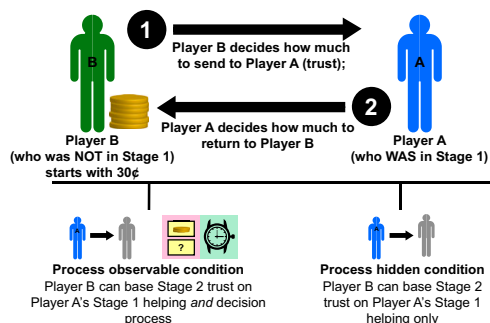 1
Player B decides how much
to send to Player A (trust);
B
A
2
Player A decides how much to
return to Player B
Player B
(who was NOT in Stage 1)
starts with 30¢
Player A
(who WAS in Stage 1)
A
?
A
Process observable condition
Player B can base Stage 2 trust on
Player A's Stage 1 helping and decision
process
Process hidden condition
Player B can base Stage 2
trust on Player A's Stage 1
helping only